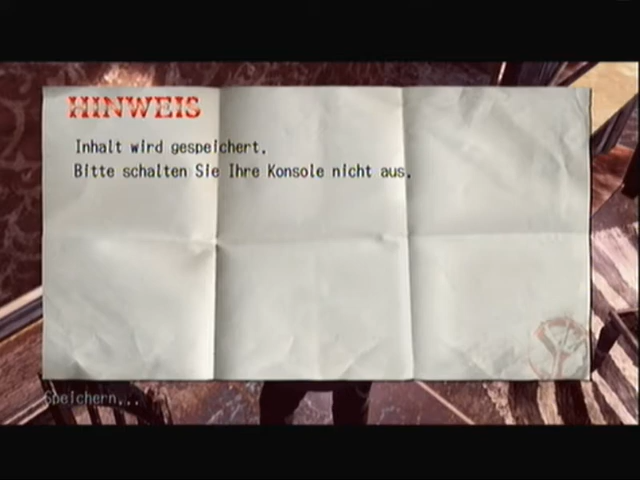 HINWEIS
Inhalt wird gespeichert.
Bitte schalten Sie Ihre Konsole nicht aus.
Speichern...